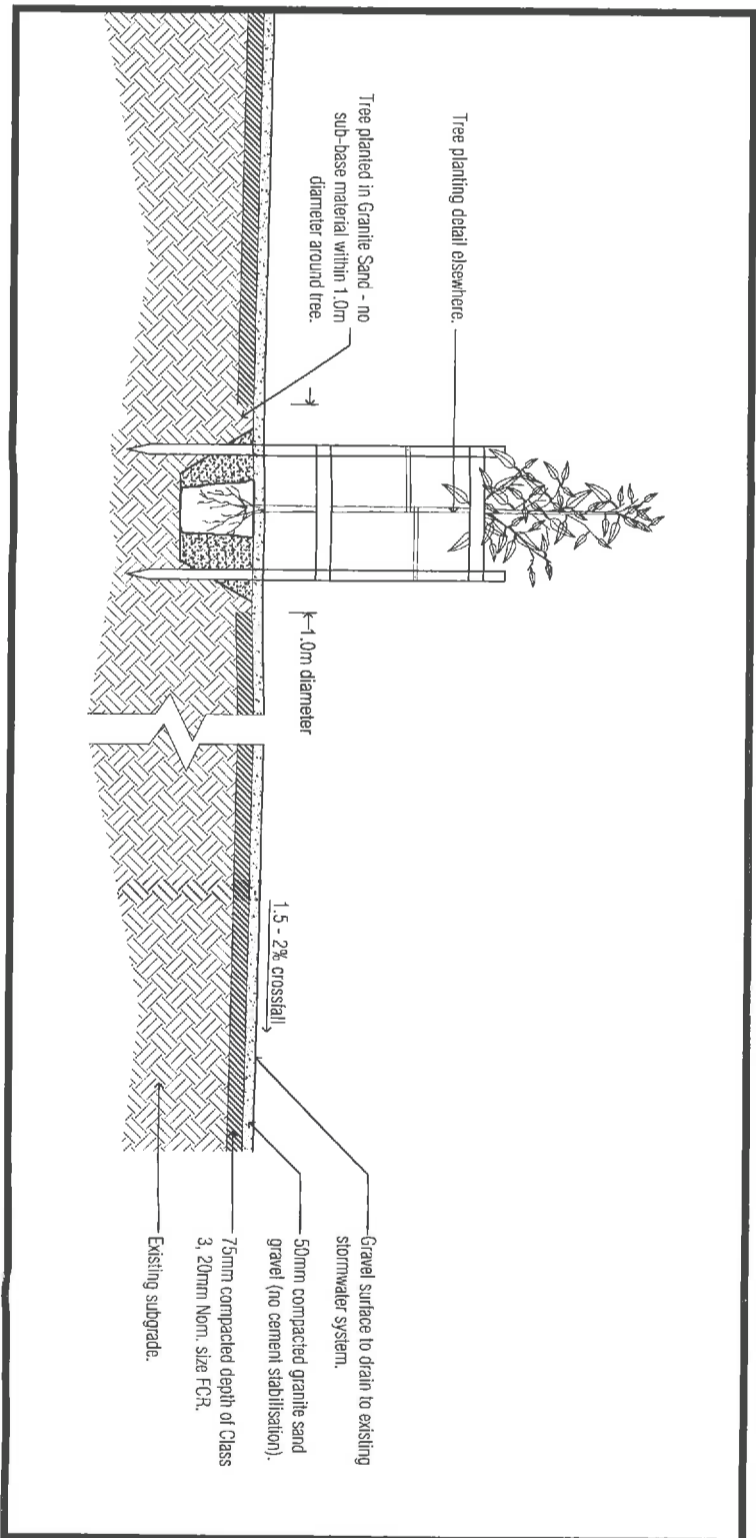 Tree planting detail elsewhere.
Tree planted in Granite Sand - no
sub-base material within 1.0m
diameter around tree.
1.0m diameter
1.5 - 2% crossfall
Gravel surface to drain to existing
stormwater system.
50mm compacted granite sand
gravel (no cement stabilisation).
75mm compacted depth of Class
3, 20mm Nom. size FCR.
Existing subgrade.